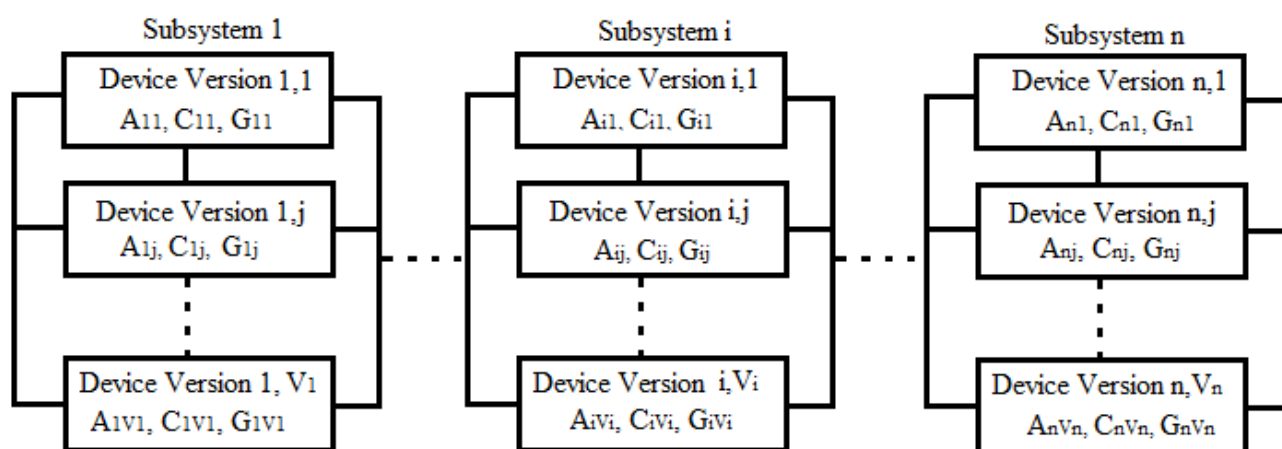 Subsystem 1
Device Version 1,1
A11, C11, G11
Device Version 1,j
A1j, C1j, G1j
Device Version 1, V1
A1V1, C1V1, G1V1
Subsystem i
Device Version i,1
Ai1. Ci1. Gi1
Device Version i,j
Aij, Cij, Gij
Device Version i,Vi
AiVi, CiVi, GiVi
Subsystem n
Device Version n,1
An1, Cn1, Gn1
Device Version n,j
Anj, Cnj, Gnj
Device Version n,Vn
AnVn, CnVn, GnVn